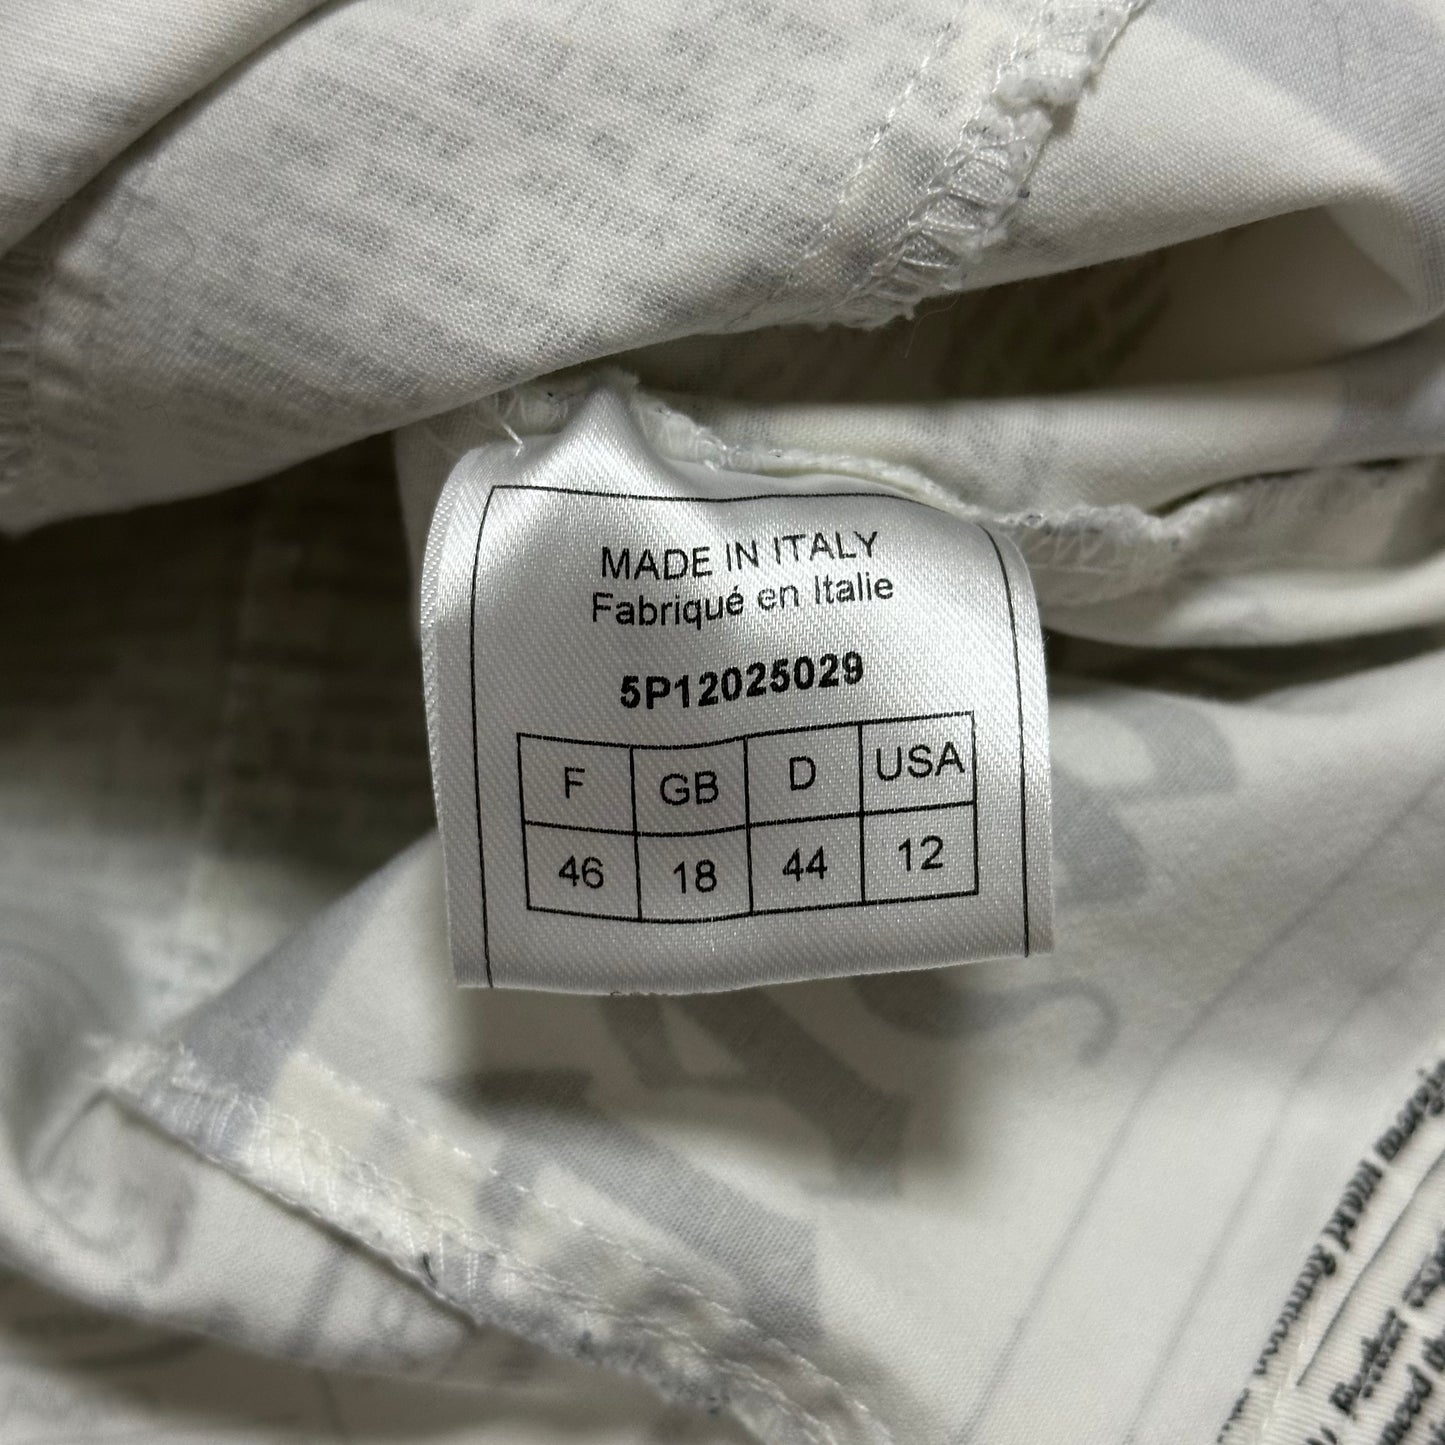 MADE IN ITALY
Fabriqué en Italie
5P12025029
F GB D USA
46 18 44 12